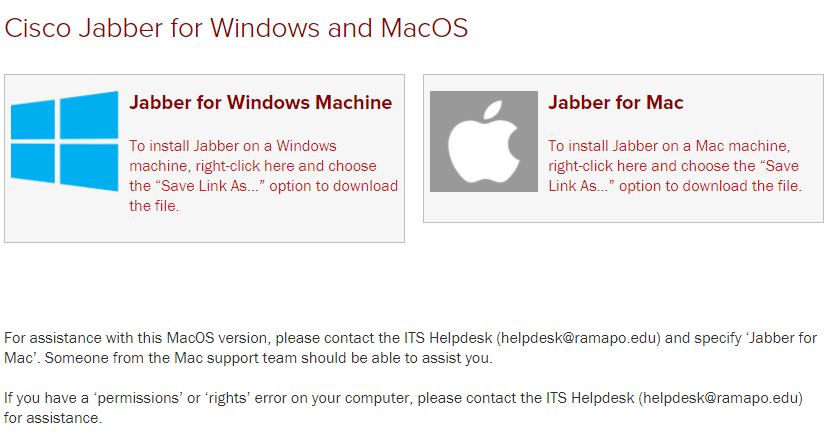 Cisco Jabber for Windows and MacOS
Jabber for Windows Machine
To install Jabber on a Windows
machine, right-click here and choose
the “Save Link As...” option to download
the file.
Jabber for Mac
To install Jabber on a Mac machine,
right-click here and choose the “Save
Link As...” option to download the file.
For assistance with this MacOS version, please contact the ITS Helpdesk (helpdesk@ramapo.edu) and specify ‘Jabber for
Mac’. Someone from the Mac support team should be able to assist you.
If you have a ‘permissions’ or ‘rights’ error on your computer, please contact the ITS Helpdesk (helpdesk@ramapo.edu)
for assistance.